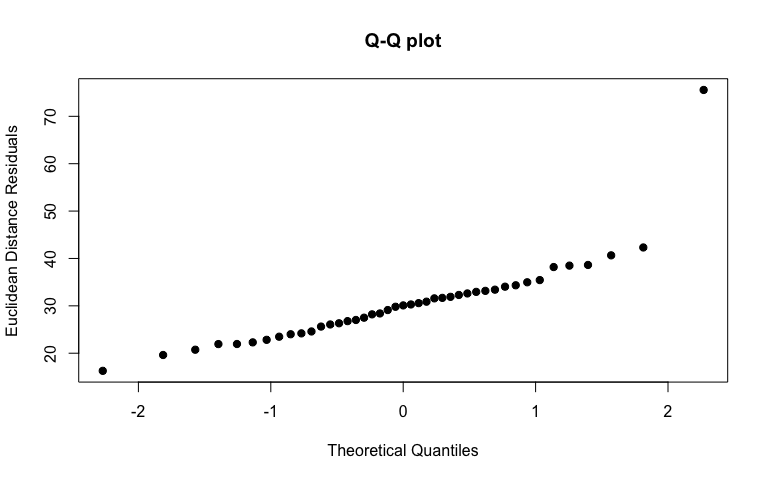 Q-Q plot
Euclidean Distance Residuals
70
60
50
40
30
20
-2 -1 0 1 2
Theoretical Quantiles